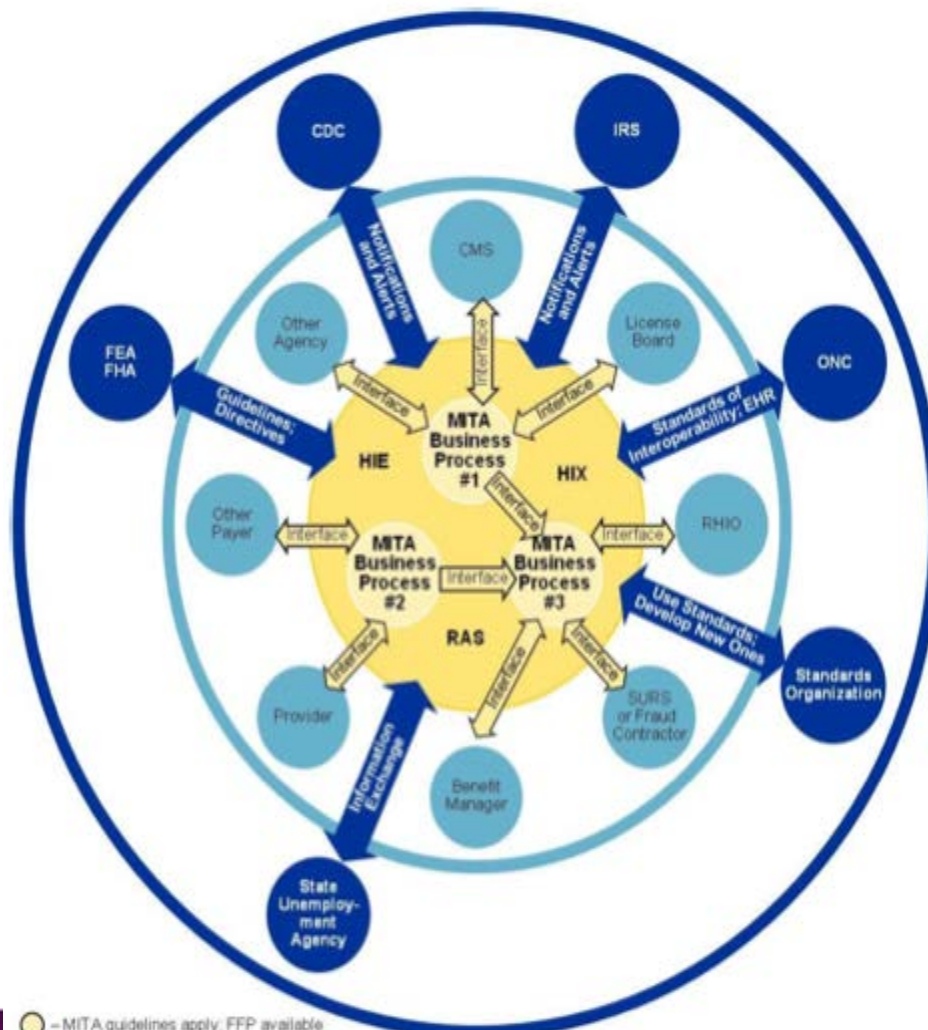 CDC
IRS
Notifications
and Alerts
Notifications
and Alerts
CMS
Other
Agency
License
Board
FEA
FHA
ONC
Interface
Interface
Interface
Guidelines;
Directives
Standards of
Interoperability; EHR
MITA
Business
Process
#1
HIE
HIX
Other
Payer
Interface
Interface
Interface
RHIO
MITA
Business
Process
#2
Interface
MITA
Business
Process
#3
Use Standards;
Develop New Ones
RAS
Interface
Interface
Interface
Standards
Organization
Provider
SURS
or Fraud
Contractor
Information
Exchange
Benefit
Manager
State
Unemploy-
ment
Agency
– MITA guidelines apply; FFP available